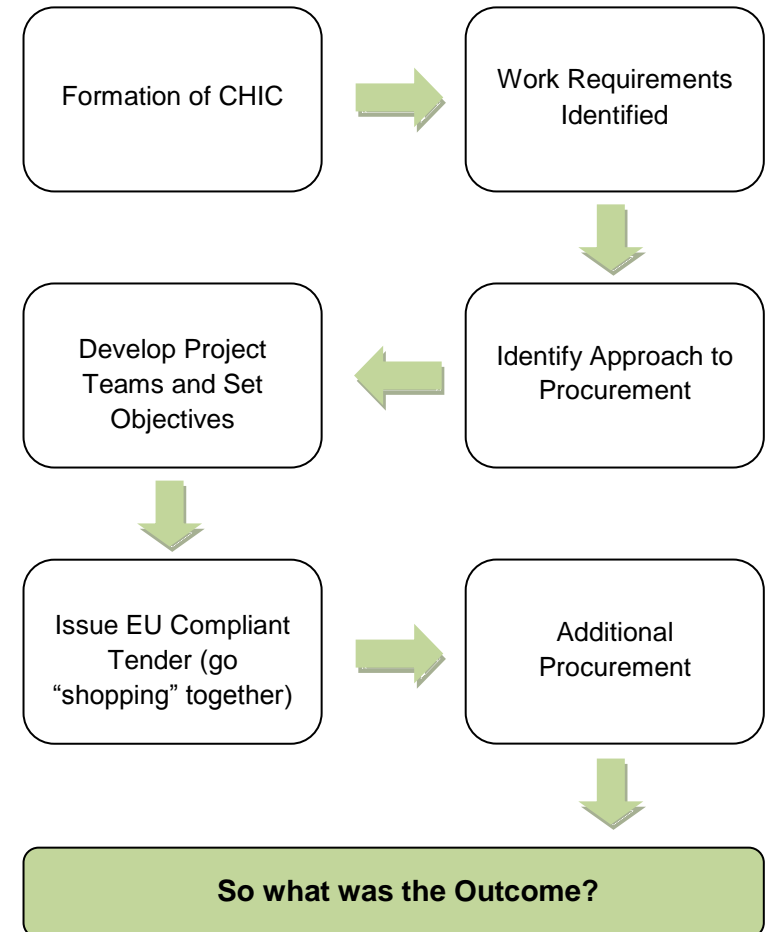 Formation of CHIC
Work Requirements
Identified
Identify Approach to
Procurement
Develop Project
Teams and Set
Objectives
Issue EU Compliant
Tender (go
“shopping” together)
Additional
Procurement
So what was the Outcome?